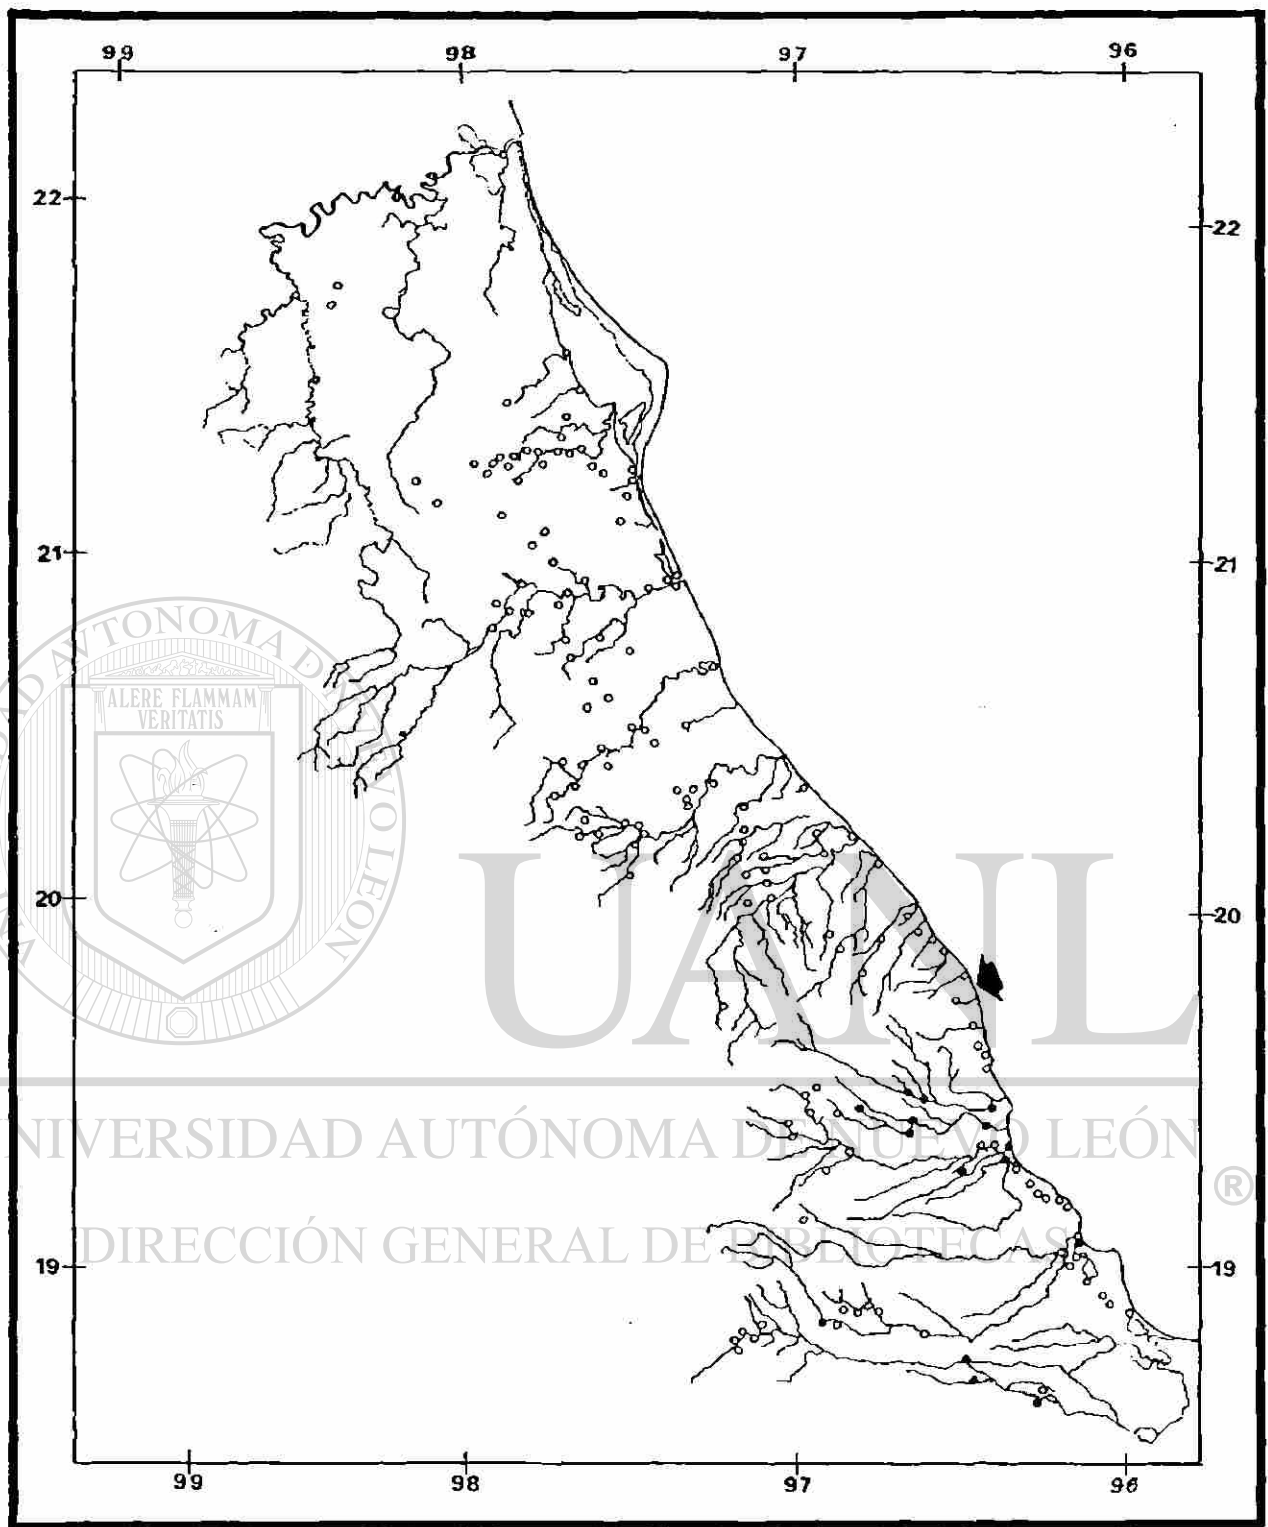 99 98 97 96
22
22
21
21
ALERE FLAMMAM
VERITATIS
20
20
UANL
UNIVERSIDAD AUTÓNOMA DE NUEVO LEÓN
®
DIRECCIÓN GENERAL DE BIBLIOTECAS
19
19
99 98 97 96